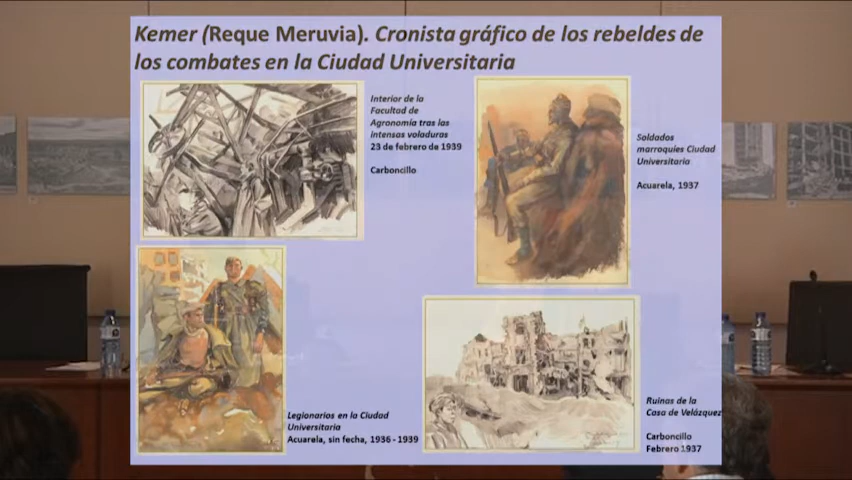 Kemer (Reque Meruvia). Cronista gráfico de los rebeldes de
los combates en la Ciudad Universitaria
Interior de la
Facultad de
Agronomía tras las
intensas voladuras
23 de febrero de 1939
Carboncillo
Soldados
marroquíes Ciudad
Universitaria
Acuarela, 1937
Legionarios en la Ciudad
Universitaria
Acuarela, sin fecha, 1936 - 1939
Ruinas de la
Casa de Velázquez
Carboncillo
Febrero 1937